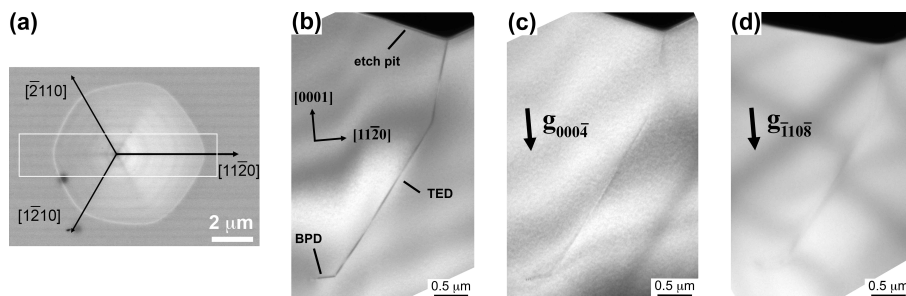 (a)
[2̅110]
[112̅0]
[12̅10]
2 μm
(b)
etch pit
[0001]
[112̅0]
TED
BPD
0.5 μm
(c)
g0004̅
0.5 μm
(d)
g1̅108̅
0.5 μm